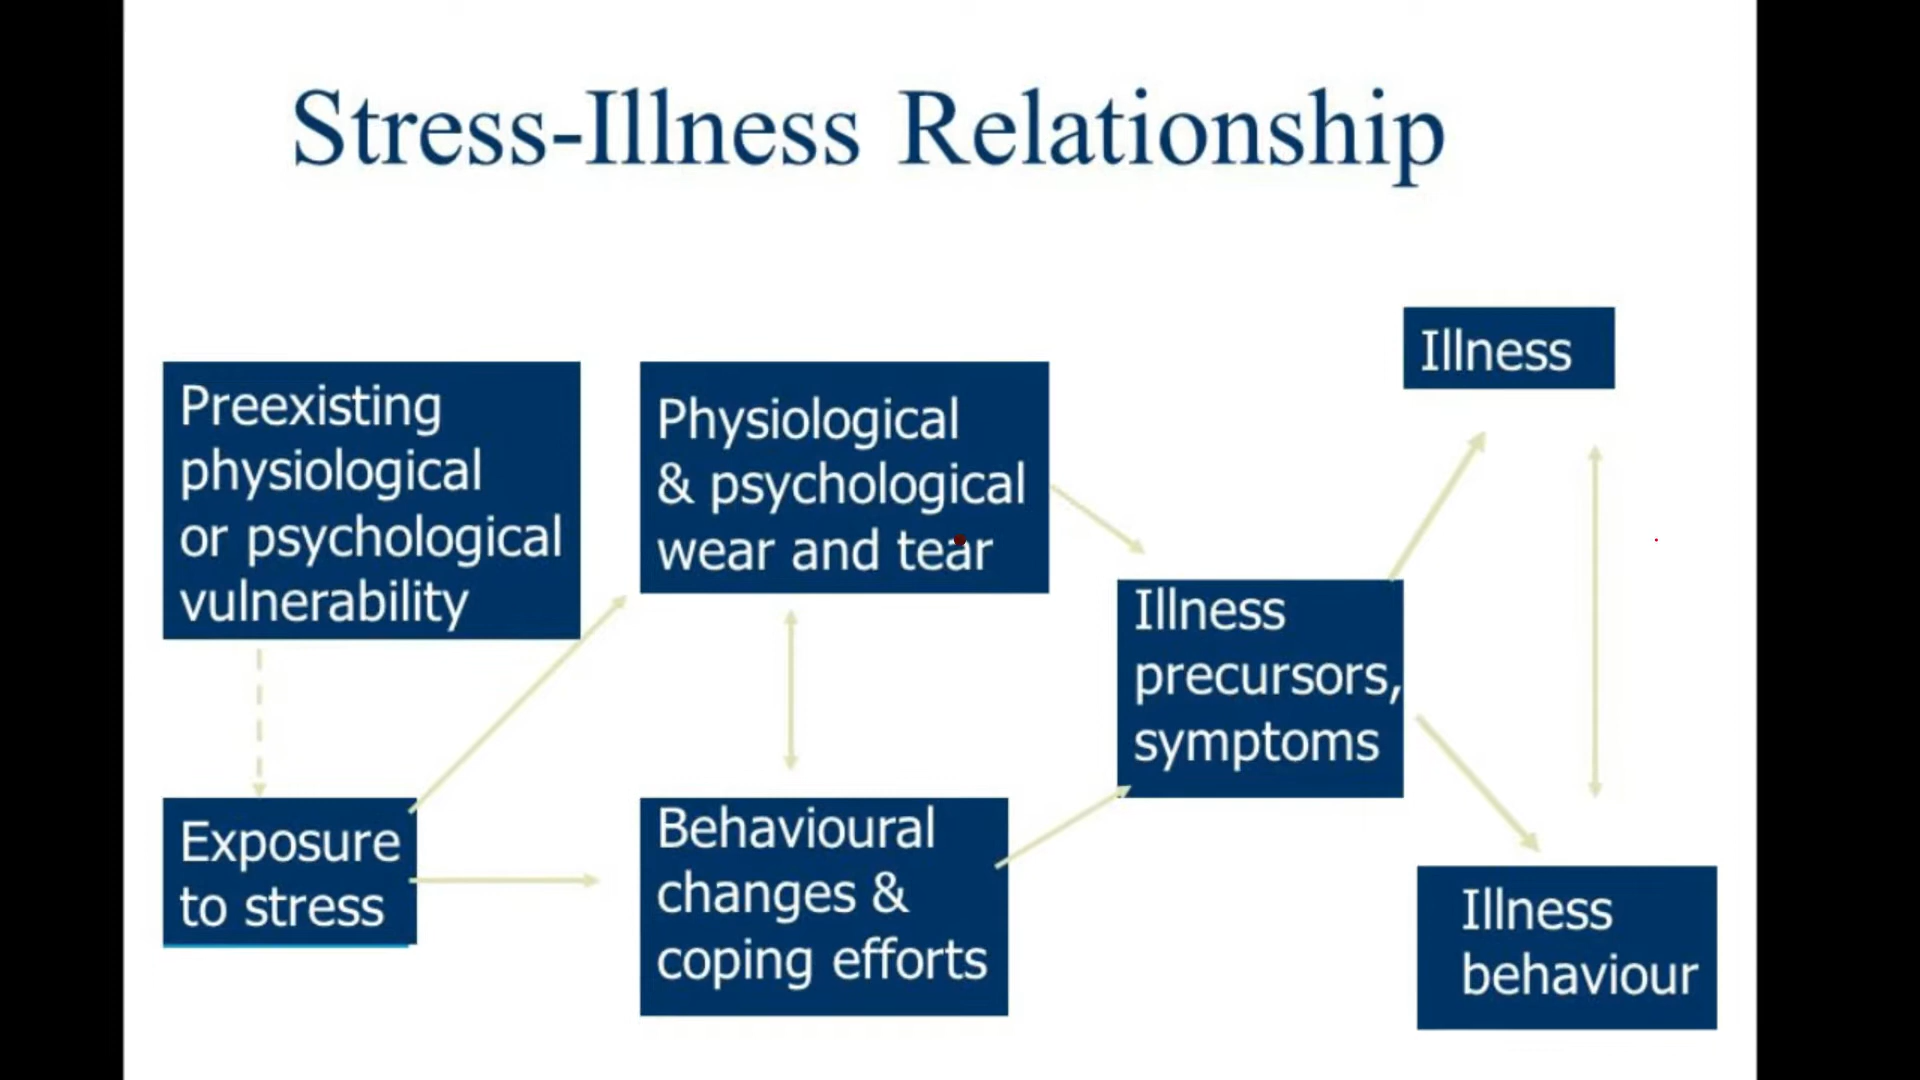 Stress-Illness Relationship
Preexisting
physiological
or psychological
vulnerability
Exposure
to stress
Physiological
& psychological
wear and tear
Behavioural
changes &
coping efforts
Illness
precursors,
symptoms
Illness
Illness
behaviour